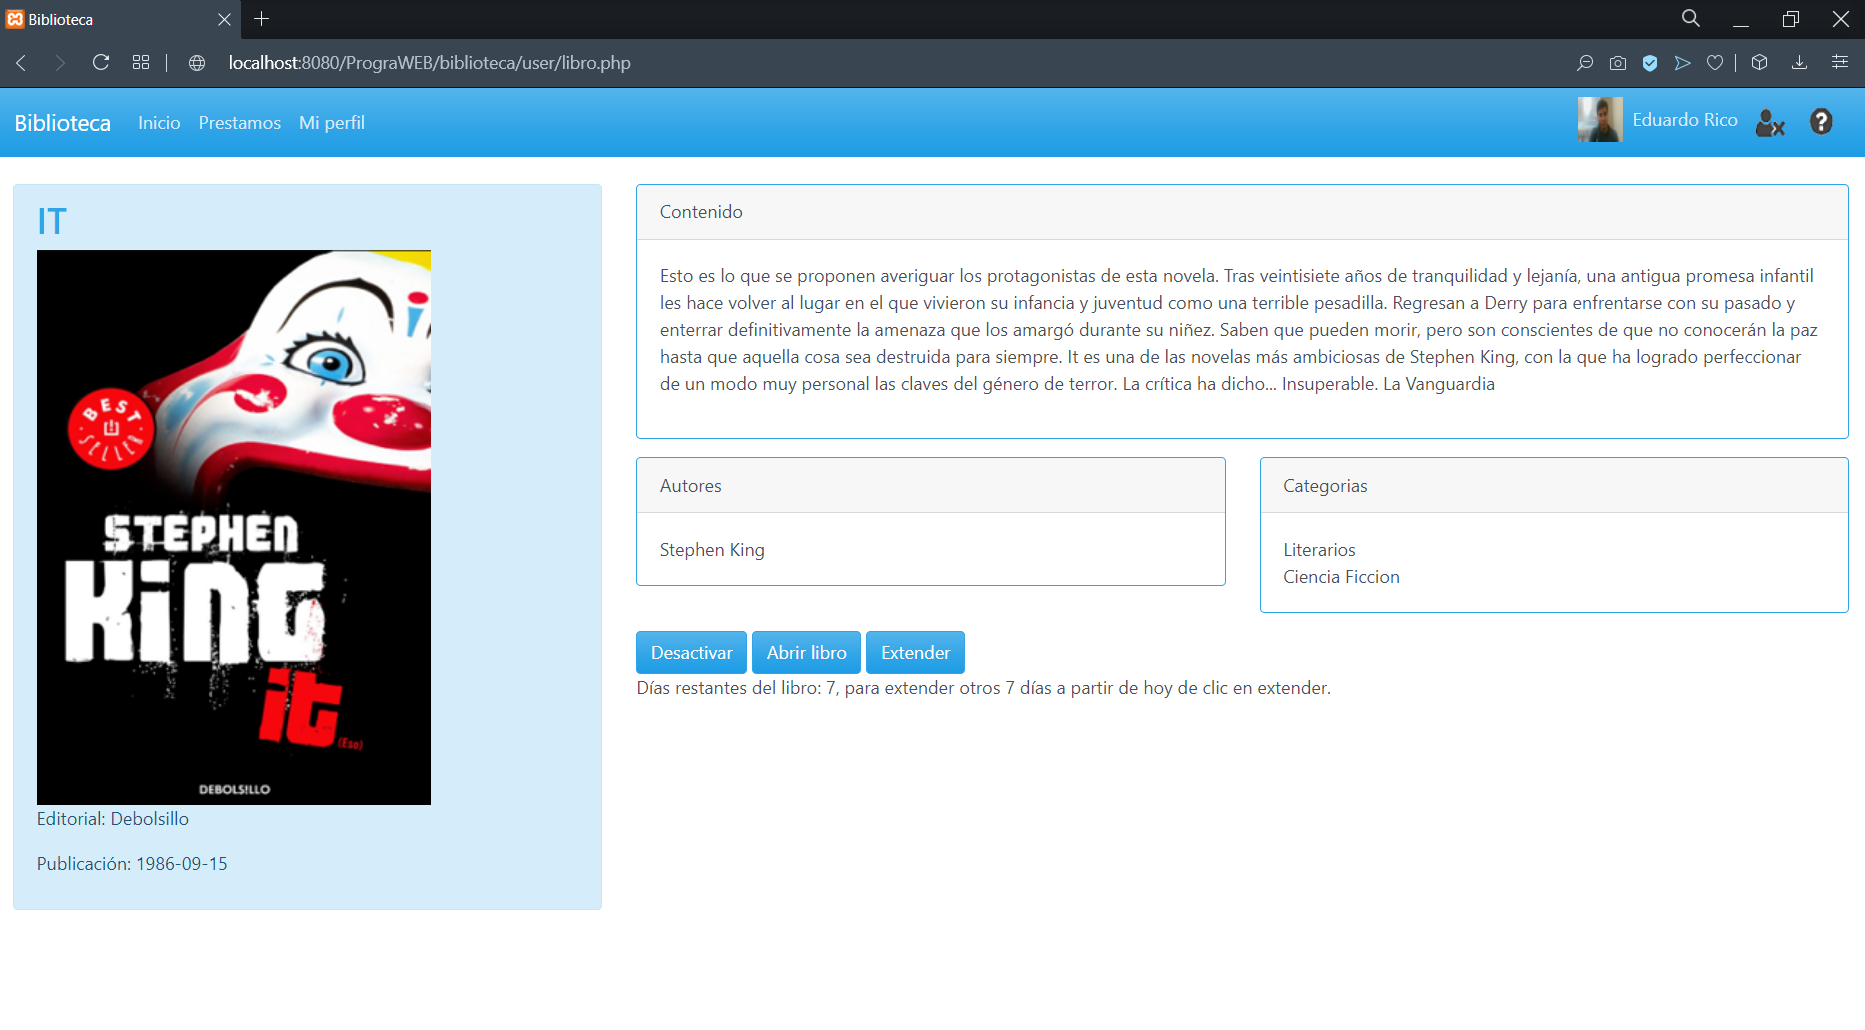 Biblioteca
localhost:8080/PrograWEB/biblioteca/user/libro.php
Biblioteca Inicio Prestamos Mi perfil Eduardo Rico
IT
BEST
SELLER
STEPHEN
KING
it
(Eso)
DEBOLS!LLO
Editorial: Debolsillo
Publicación: 1986-09-15
Contenido
Esto es lo que se proponen averiguar los protagonistas de esta novela. Tras veintisiete años de tranquilidad y lejanía, una antigua promesa infantil
les hace volver al lugar en el que vivieron su infancia y juventud como una terrible pesadilla. Regresan a Derry para enfrentarse con su pasado y
enterrar definitivamente la amenaza que los amargó durante su niñez. Saben que pueden morir, pero son conscientes de que no conocerán la paz
hasta que aquella cosa sea destruida para siempre. It es una de las novelas más ambiciosas de Stephen King, con la que ha logrado perfeccionar
de un modo muy personal las claves del género de terror. La crítica ha dicho... Insuperable. La Vanguardia
Autores
Stephen King
Categorias
Literarios
Ciencia Ficcion
Desactivar Abrir libro Extender
Días restantes del libro: 7, para extender otros 7 días a partir de hoy de clic en extender.